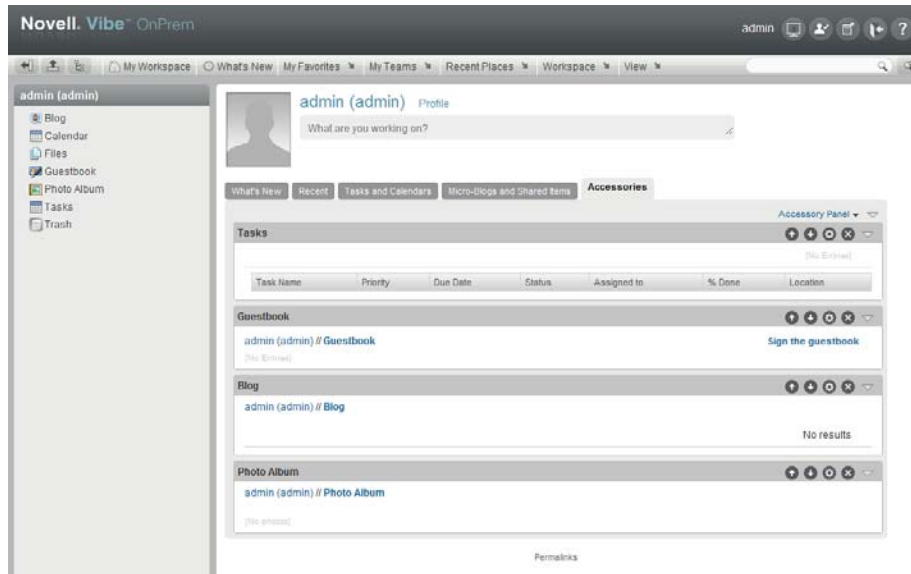 Novell. Vibe™ OnPrem
admin
?
My Workspace What's New My Favorites My Teams Recent Places Workspace View
admin (admin)
Blog
Calendar
Files
Guestbook
Photo Album
Tasks
Trash
admin (admin) Profile
What are you working on?
What's New Recent Tasks and Calendars Micro-Blogs and Shared Items Accessories
Accessory Panel
Tasks
[No Entries]
Task Name Priority Due Date Status Assigned to % Done Location
Guestbook
admin (admin) // Guestbook Sign the guestbook
[No Entries]
Blog
admin (admin) // Blog
No results
Photo Album
admin (admin) // Photo Album
[No photos]
Permalinks